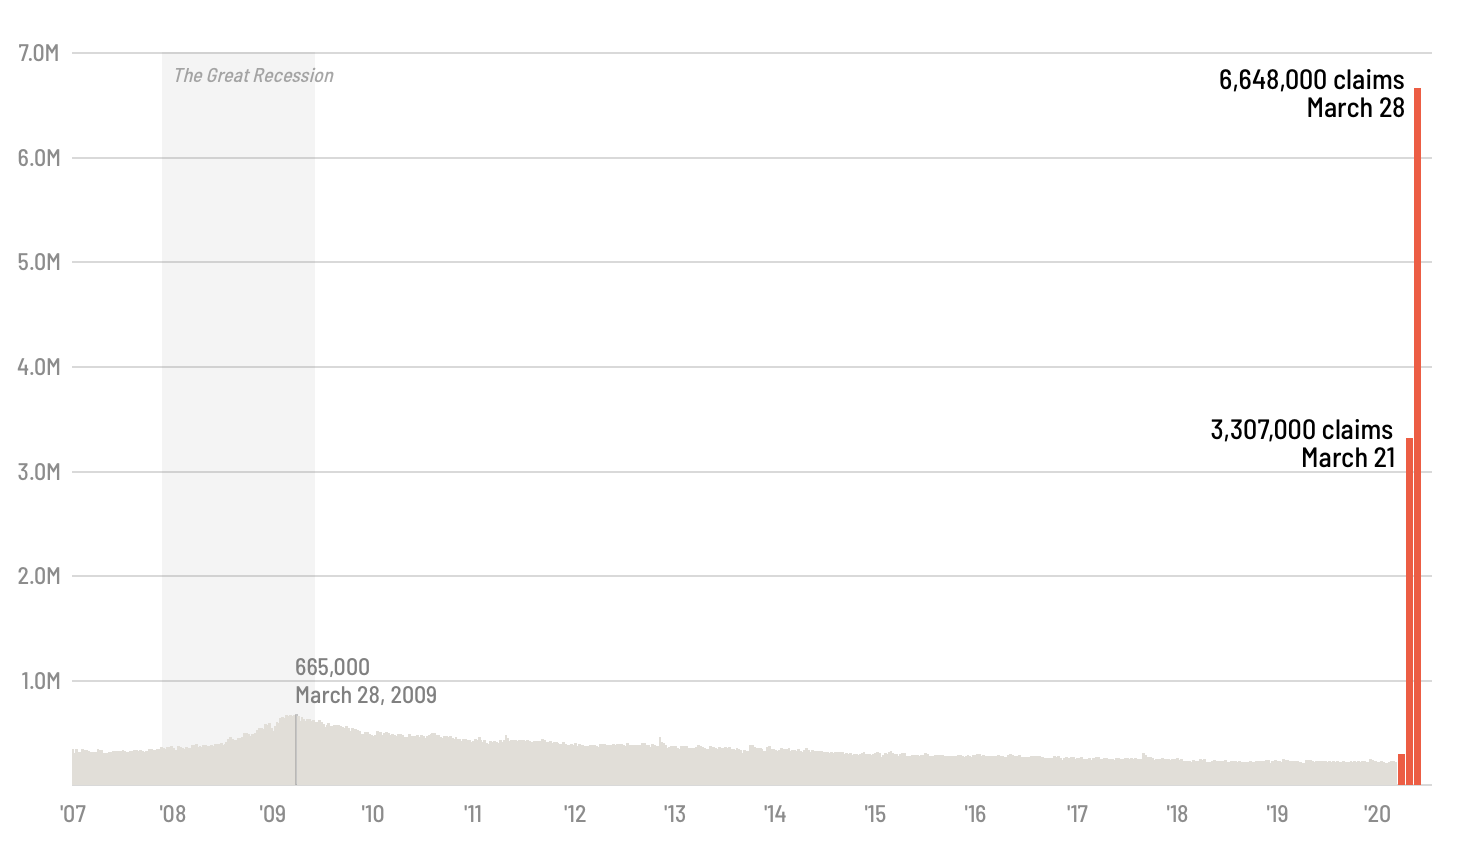 7.0M
The Great Recession
6,648,000 claims
March 28
6.0M
5.0M
4.0M
3,307,000 claims
March 21
3.0M
2.0M
665,000
1.0M
March 28, 2009
'07 '08 '09 '10 '11 '12 '13 '14 '15 '16 '17 '18 '19 '20